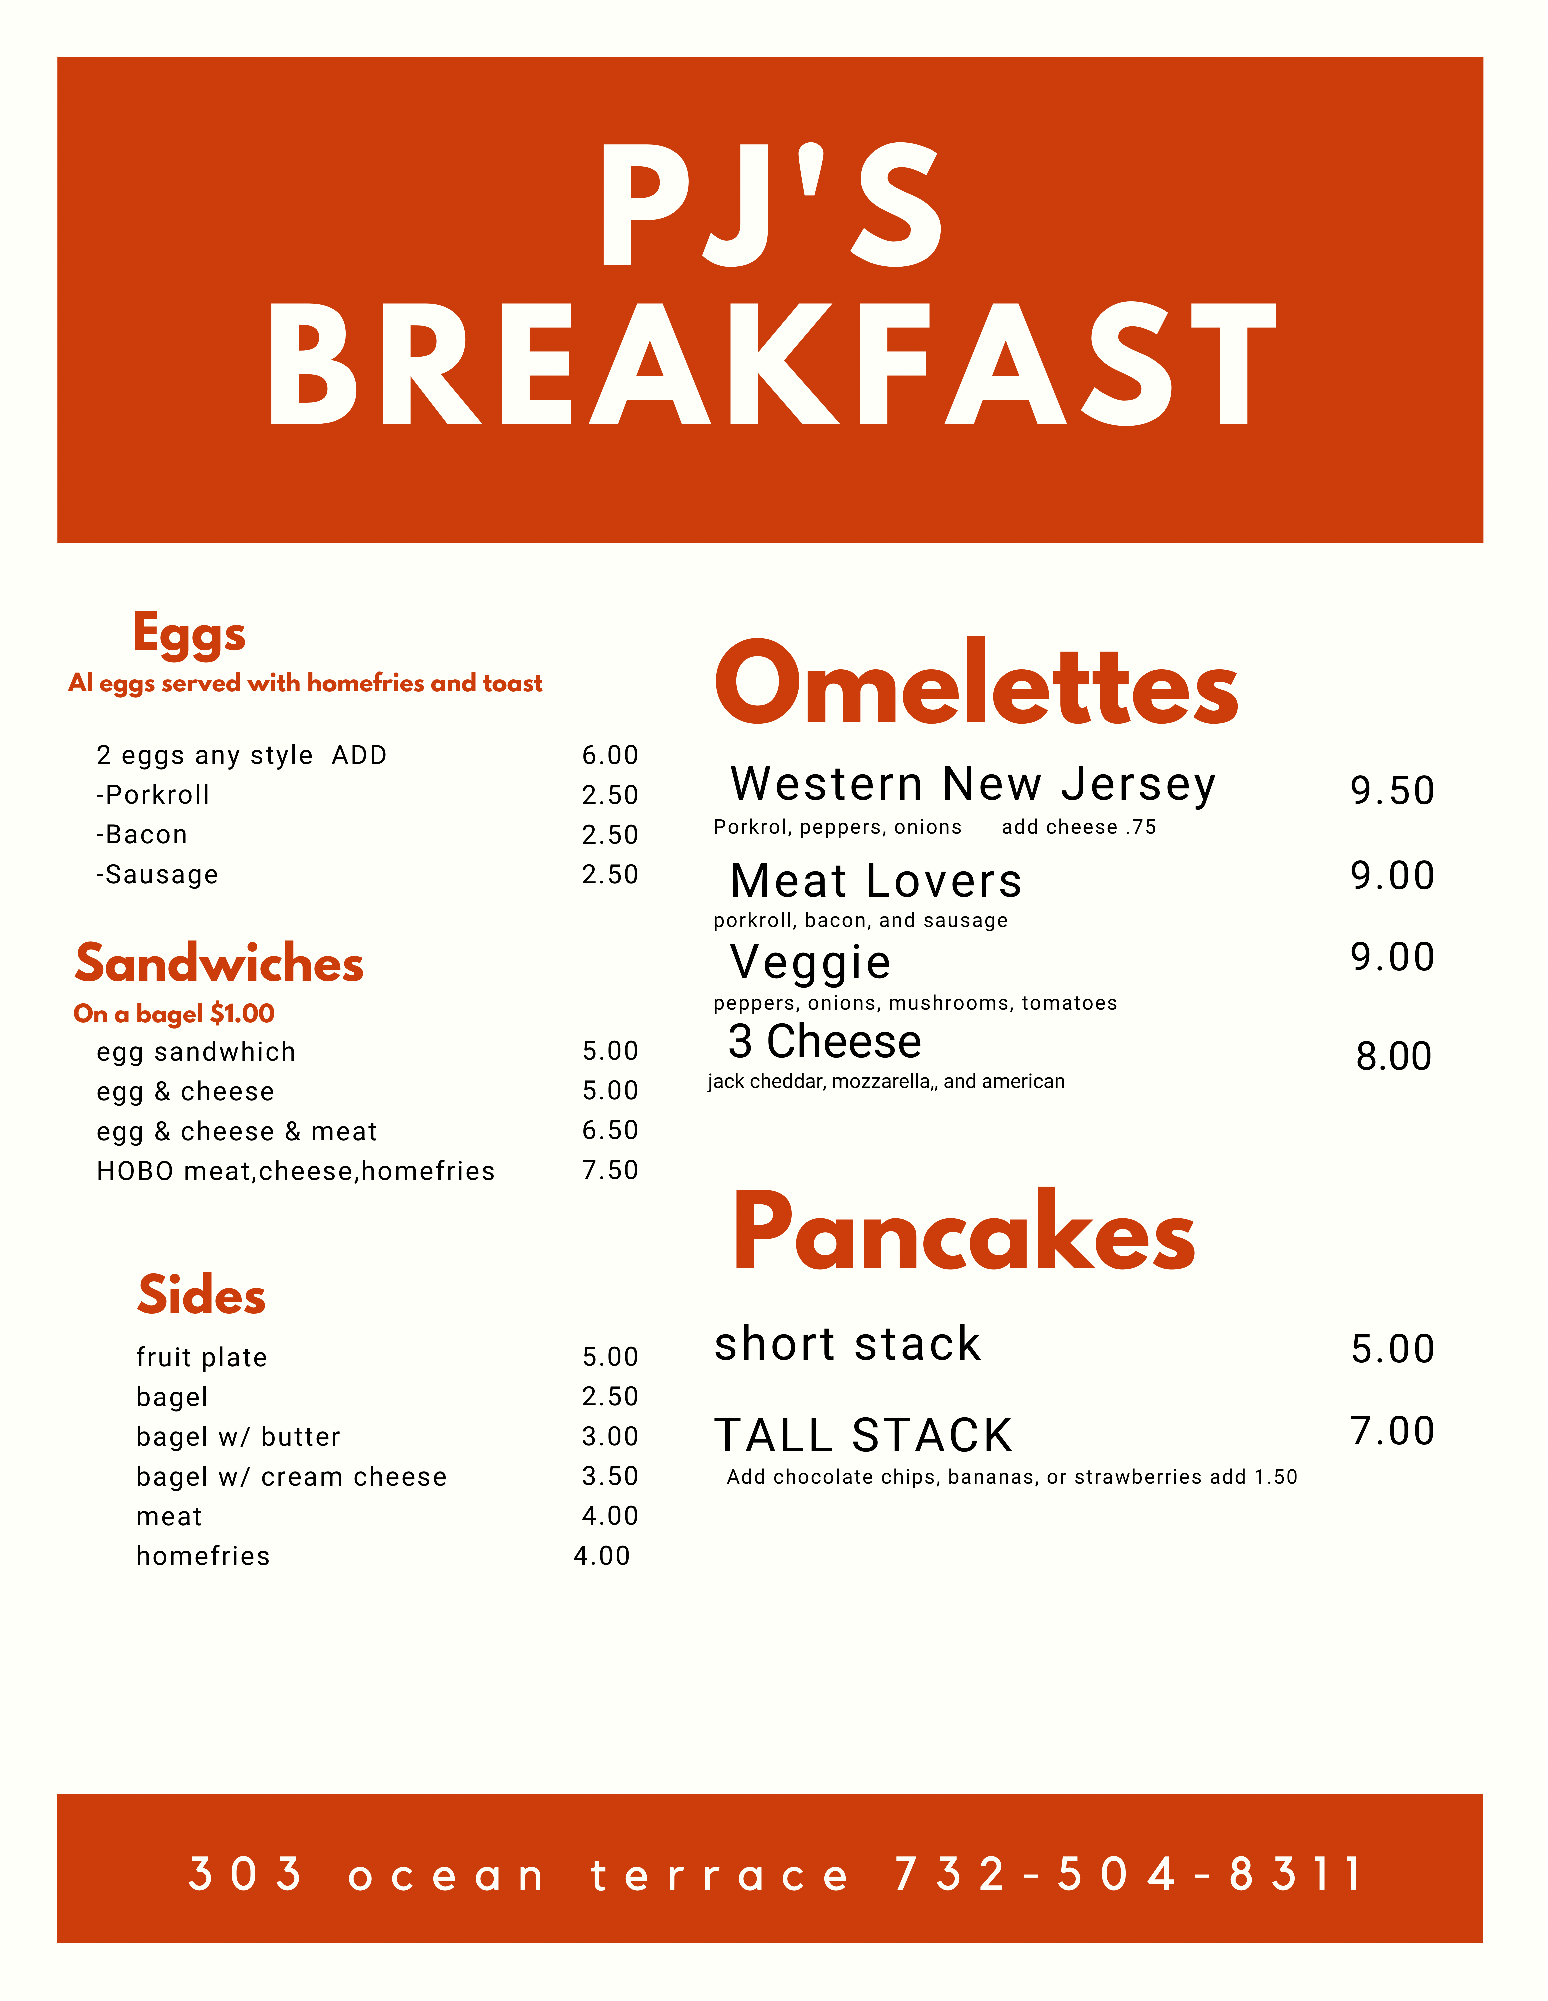 PJ'S
BREAKFAST
Eggs
Al eggs served with homefries and toast
2 eggs any style ADD 6.00
-Porkroll 2.50
-Bacon 2.50
-Sausage 2.50
Sandwiches
On a bagel $1.00
egg sandwhich 5.00
egg & cheese 5.00
egg & cheese & meat 6.50
HOBO meat,cheese,homefries 7.50
Sides
fruit plate 5.00
bagel 2.50
bagel w/ butter 3.00
bagel w/ cream cheese 3.50
meat 4.00
homefries 4.00
Omelettes
Western New Jersey 9.50
Porkrol, peppers, onions add cheese .75
Meat Lovers 9.00
porkroll, bacon, and sausage
Veggie 9.00
peppers, onions, mushrooms, tomatoes
3 Cheese 8.00
jack cheddar, mozzarella,, and american
Pancakes
short stack 5.00
TALL STACK 7.00
Add chocolate chips, bananas, or strawberries add 1.50
303 ocean terrace 732-504-8311